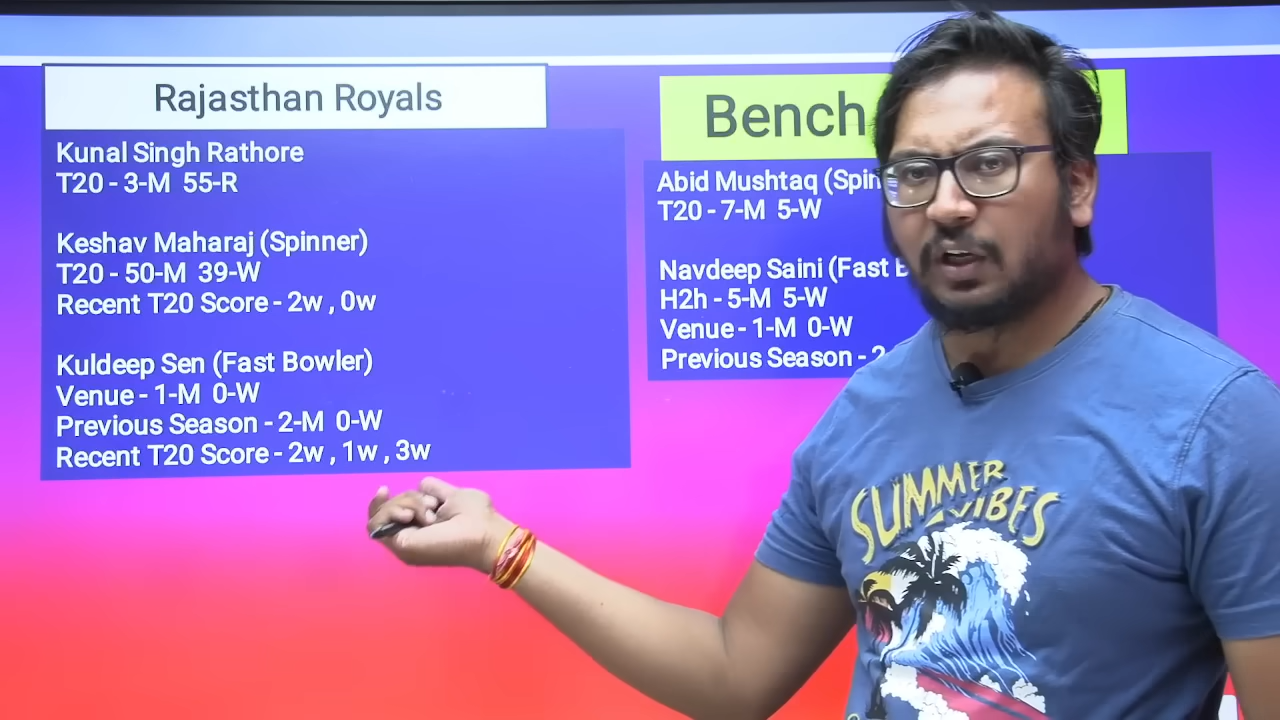 Rajasthan Royals
Kunal Singh Rathore
T20 - 3-M 55-R
Keshav Maharaj (Spinner)
T20 - 50-M 39-W
Recent T20 Score - 2w , 0w
Kuldeep Sen (Fast Bowler)
Venue - 1-M 0-W
Previous Season - 2-M 0-W
Recent T20 Score - 2w , 1w , 3w
Bench
Abid Mushtaq
T20 - 7-M 5-W
Navdeep Saini (Fast
H2h - 5-M 5-W
Venue - 1-M 0-W
Previous Season - 2
SUMMER
VIBES